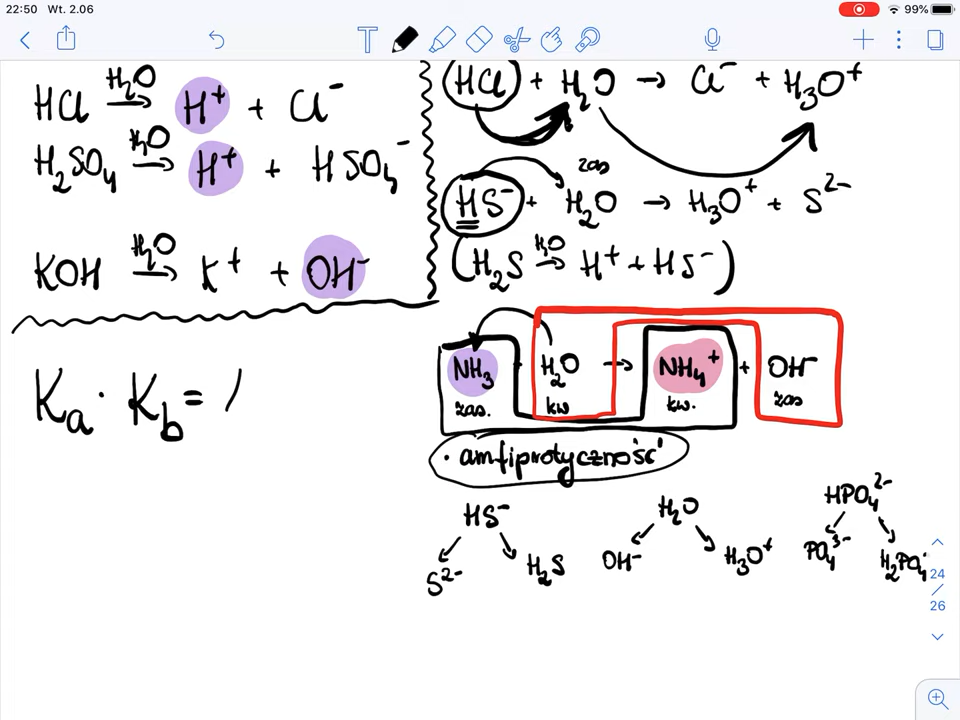 22:50 Wt. 2.06
99%
T
HCl H₂O→ H⁺ + Cl⁻
H₂SO₄ H₂O→ H⁺ + HSO₄⁻
KOH H₂O→ K⁺ + OH⁻
HCl + H₂O → Cl⁻ + H₃O⁺
zas
HS⁻ + H₂O → H₃O⁺ + S²⁻
(H₂S H₂O→ H⁺ + HS⁻)
NH₃ + H₂O → NH₄⁺ + OH⁻
zas. kw kw. zas
Ka · Kb = /
· amfiprotyczność
HS⁻ H₂O HPO₄²⁻
S²⁻ H₂S OH⁻ H₃O⁺ PO₄³⁻ H₂PO₄
24
/
26